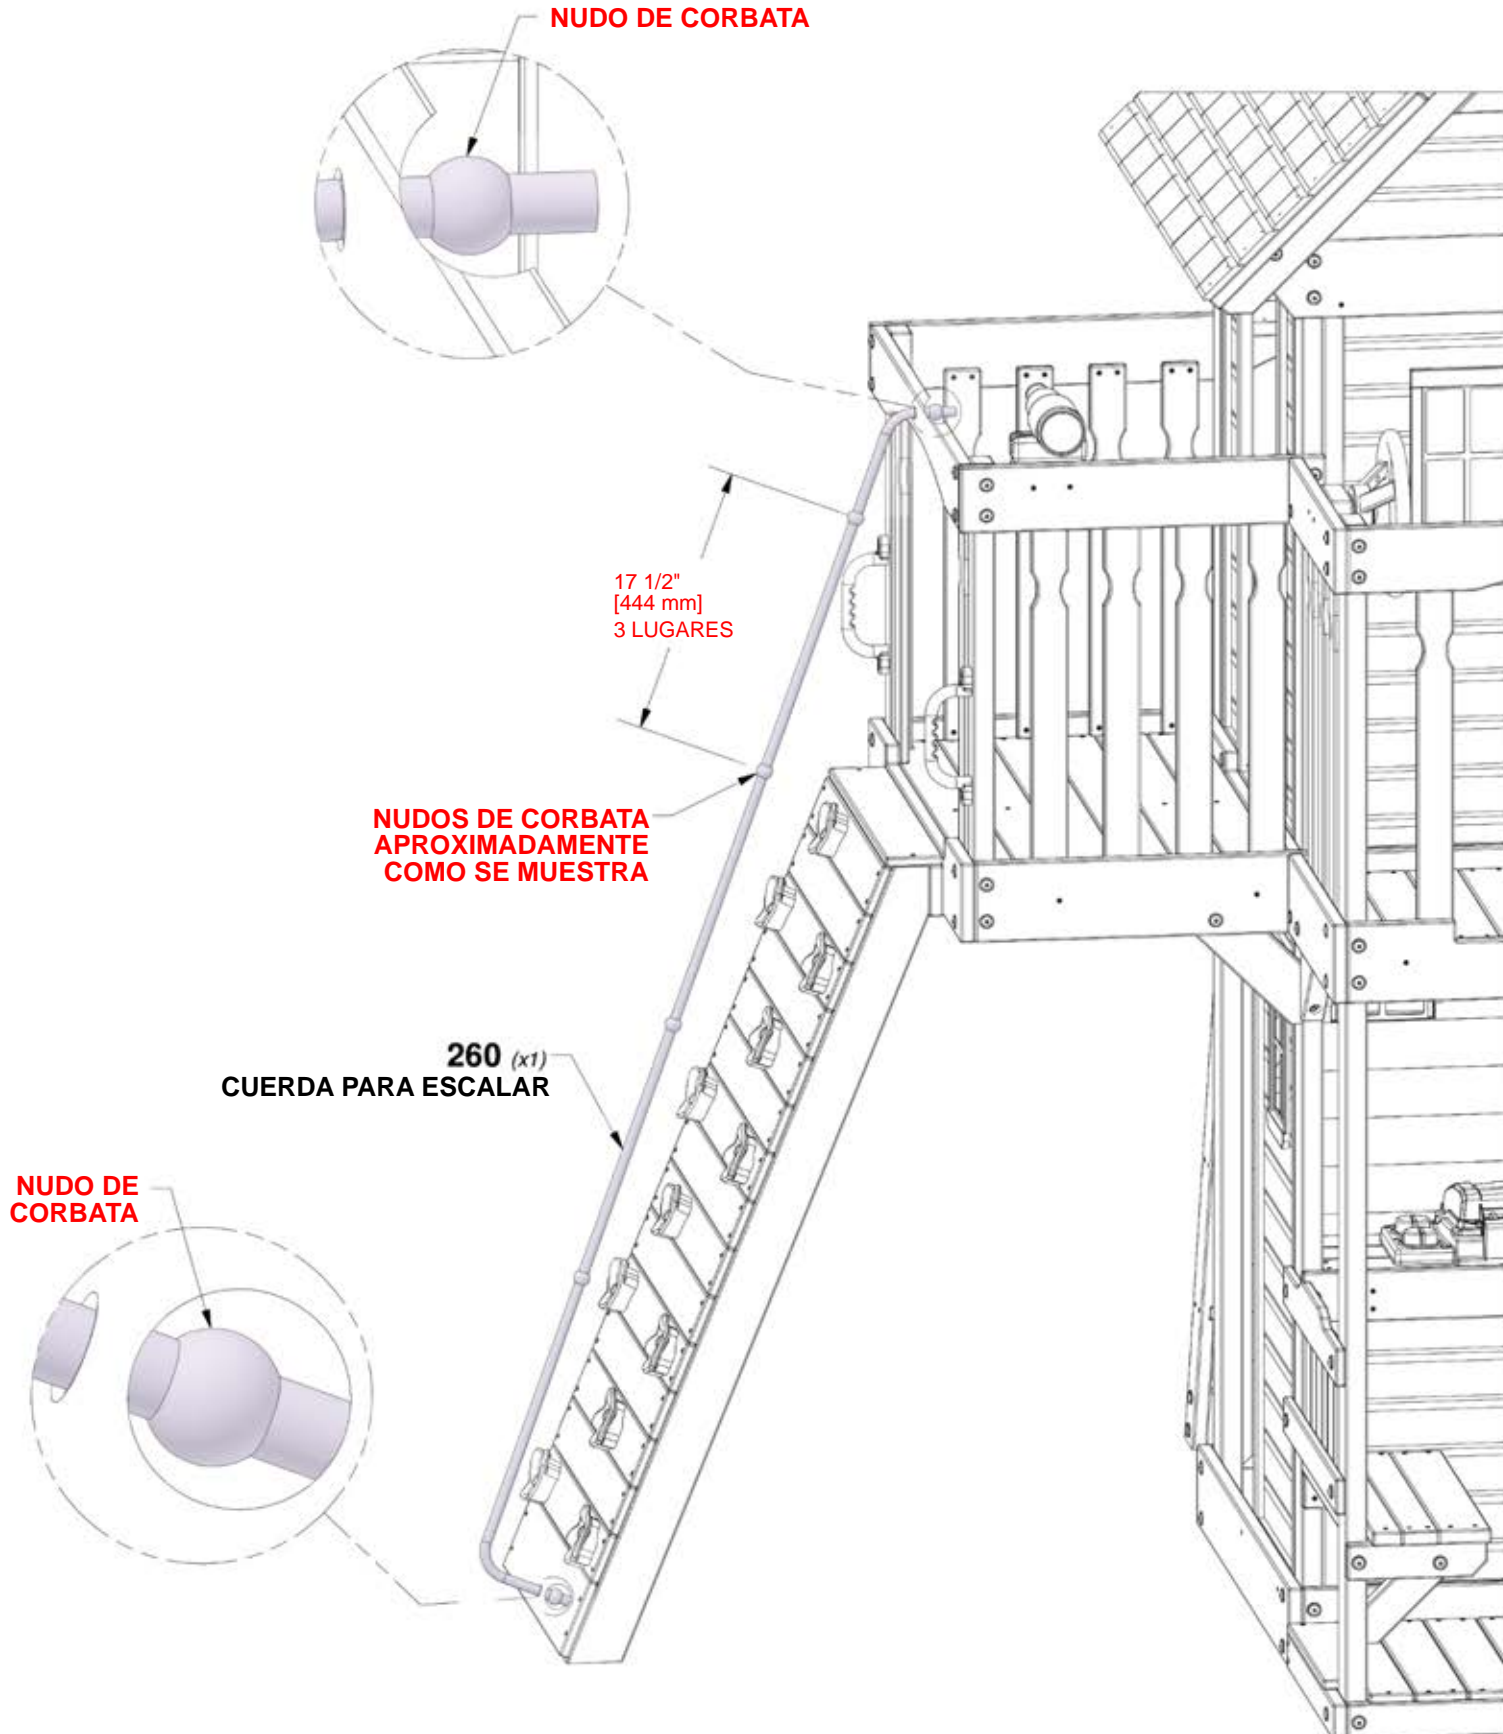 NUDO DE CORBATA
17 1/2"
[444 mm]
3 LUGARES
NUDOS DE CORBATA
APROXIMADAMENTE
COMO SE MUESTRA
260 (x1)
CUERDA PARA ESCALAR
NUDO DE
CORBATA